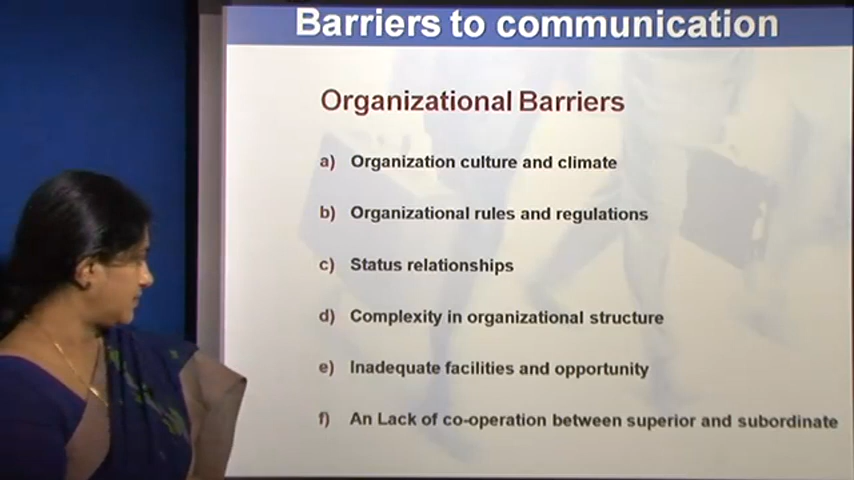 Barriers to communication
Organizational Barriers
a) Organization culture and climate
b) Organizational rules and regulations
c) Status relationships
d) Complexity in organizational structure
e) Inadequate facilities and opportunity
f) An Lack of co-operation between superior and subordinate